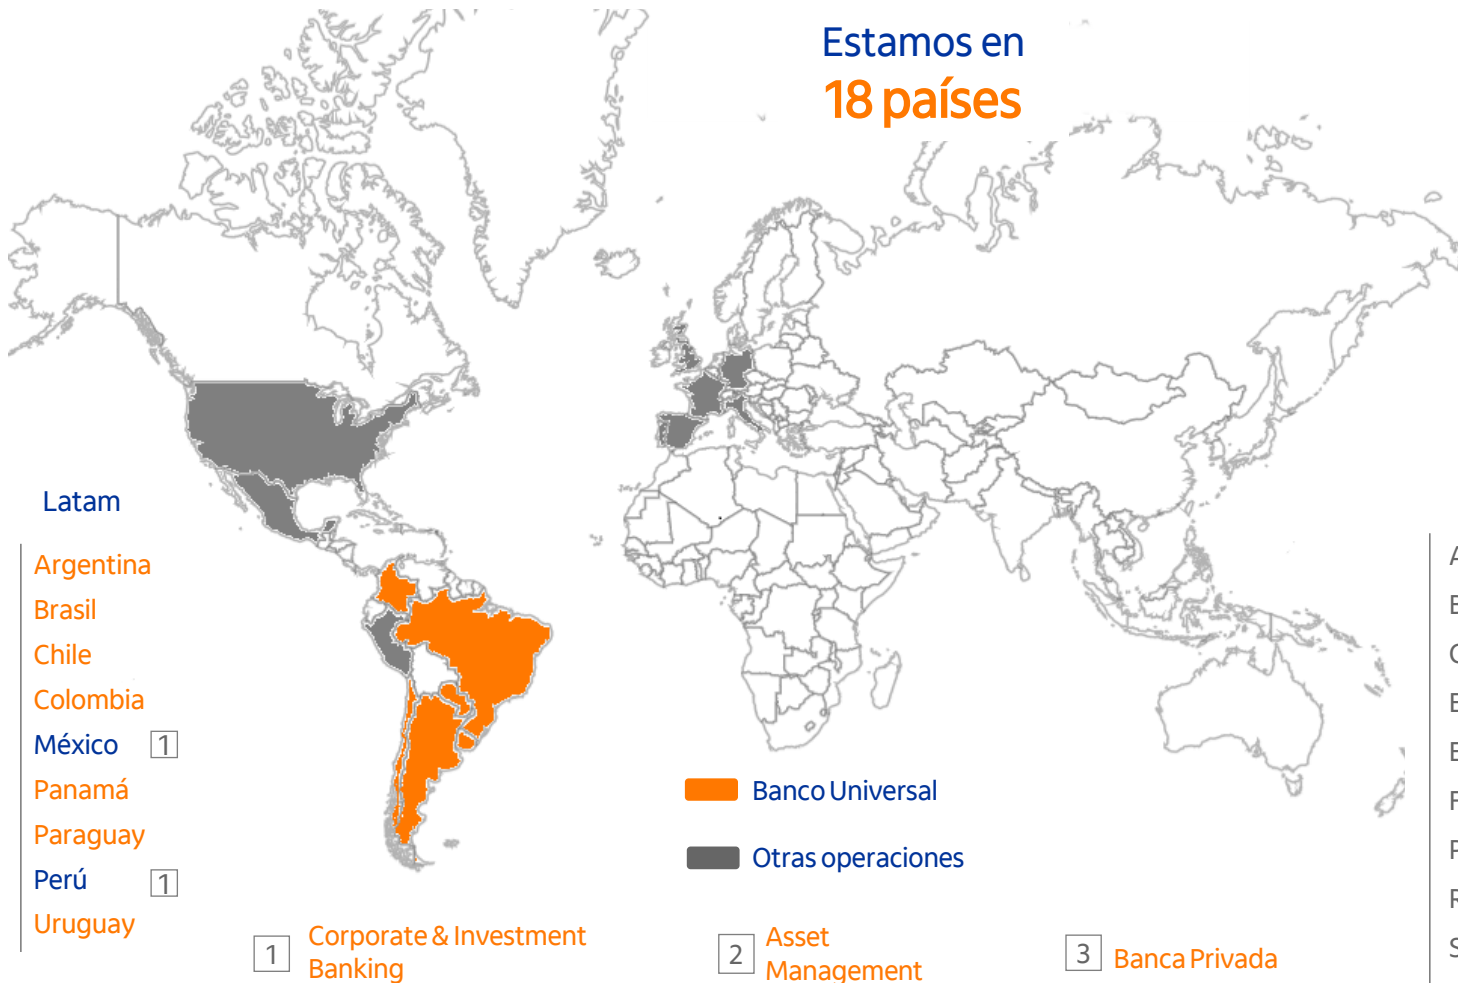 Estamos en
18 países
Latam
Argentina
Brasil
Chile
Colombia
México 1
Panamá
Paraguay
Perú 1
Uruguay
Banco Universal
Otras operaciones
1 Corporate & Investment
Banking
2 Asset
Management
3 Banca Privada